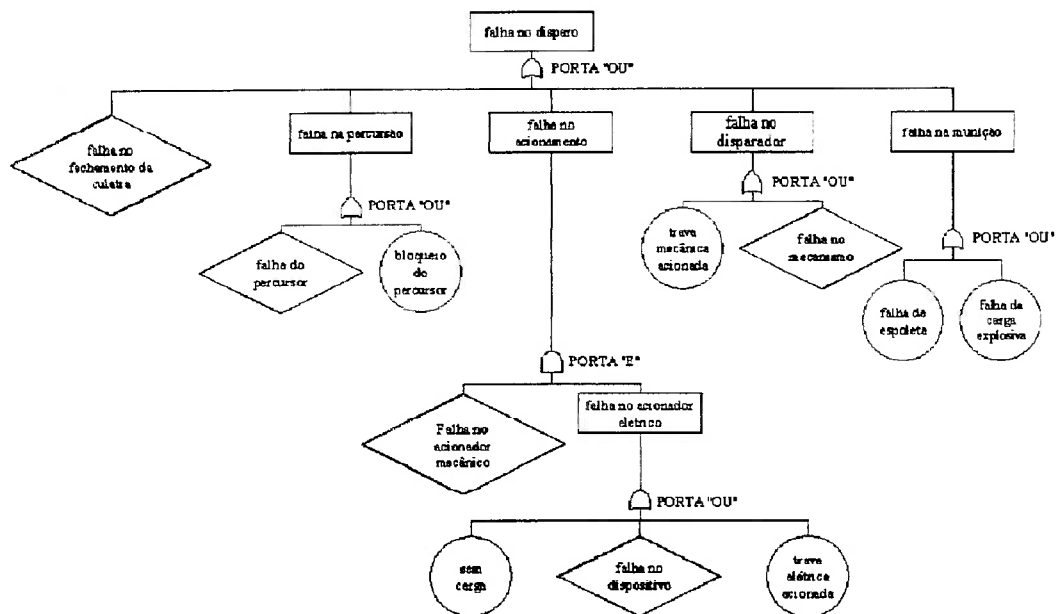 falha no disparo
PORTA "OU"
falha no
fechamento da
culatra
falha na percursão
falha no
acionamento
falha no
disparador
falha na munição
PORTA "OU"
PORTA "OU"
PORTA "OU"
falha do
percursor
bloqueio
do
percursor
trava
mecânica
acionada
falha no
mecanismo
falha da
espoleta
falha da
carga
explosiva
PORTA "E"
Falha no
acionador
mecânico
falha no acionador
eletrico
PORTA "OU"
sem
carga
falha no
dispositivo
trava
elétrica
acionada